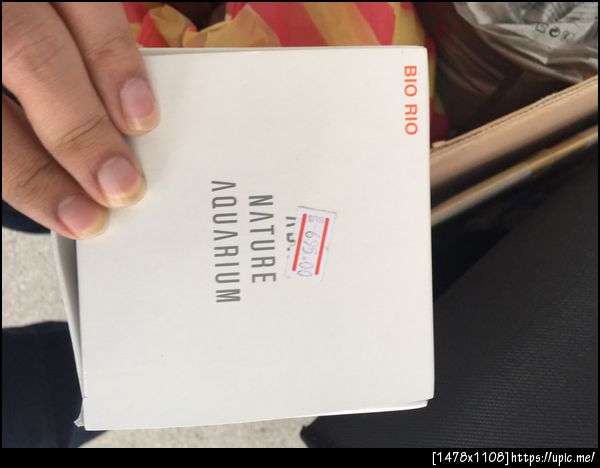 BIO RIO
NATURE
AQUARIUM
695.00
[1478x1108]https://upic.me/